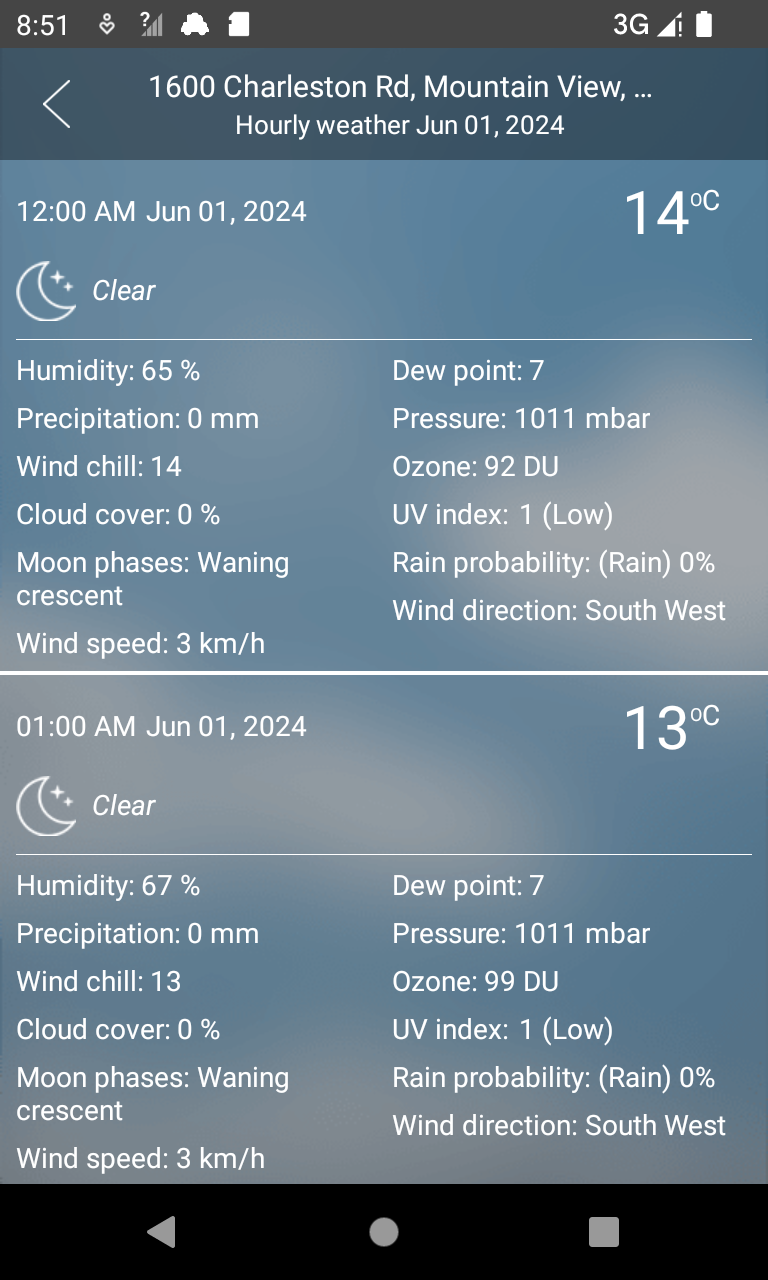 8:51
3G
1600 Charleston Rd, Mountain View, ...
Hourly weather Jun 01, 2024
12:00 AM Jun 01, 2024
14°C
Clear
Humidity: 65 %
Dew point: 7
Precipitation: 0 mm
Pressure: 1011 mbar
Wind chill: 14
Ozone: 92 DU
Cloud cover: 0 %
UV index: 1 (Low)
Moon phases: Waning
crescent
Rain probability: (Rain) 0%
Wind direction: South West
Wind speed: 3 km/h
01:00 AM Jun 01, 2024
13°C
Clear
Humidity: 67 %
Dew point: 7
Precipitation: 0 mm
Pressure: 1011 mbar
Wind chill: 13
Ozone: 99 DU
Cloud cover: 0 %
UV index: 1 (Low)
Moon phases: Waning
crescent
Rain probability: (Rain) 0%
Wind direction: South West
Wind speed: 3 km/h